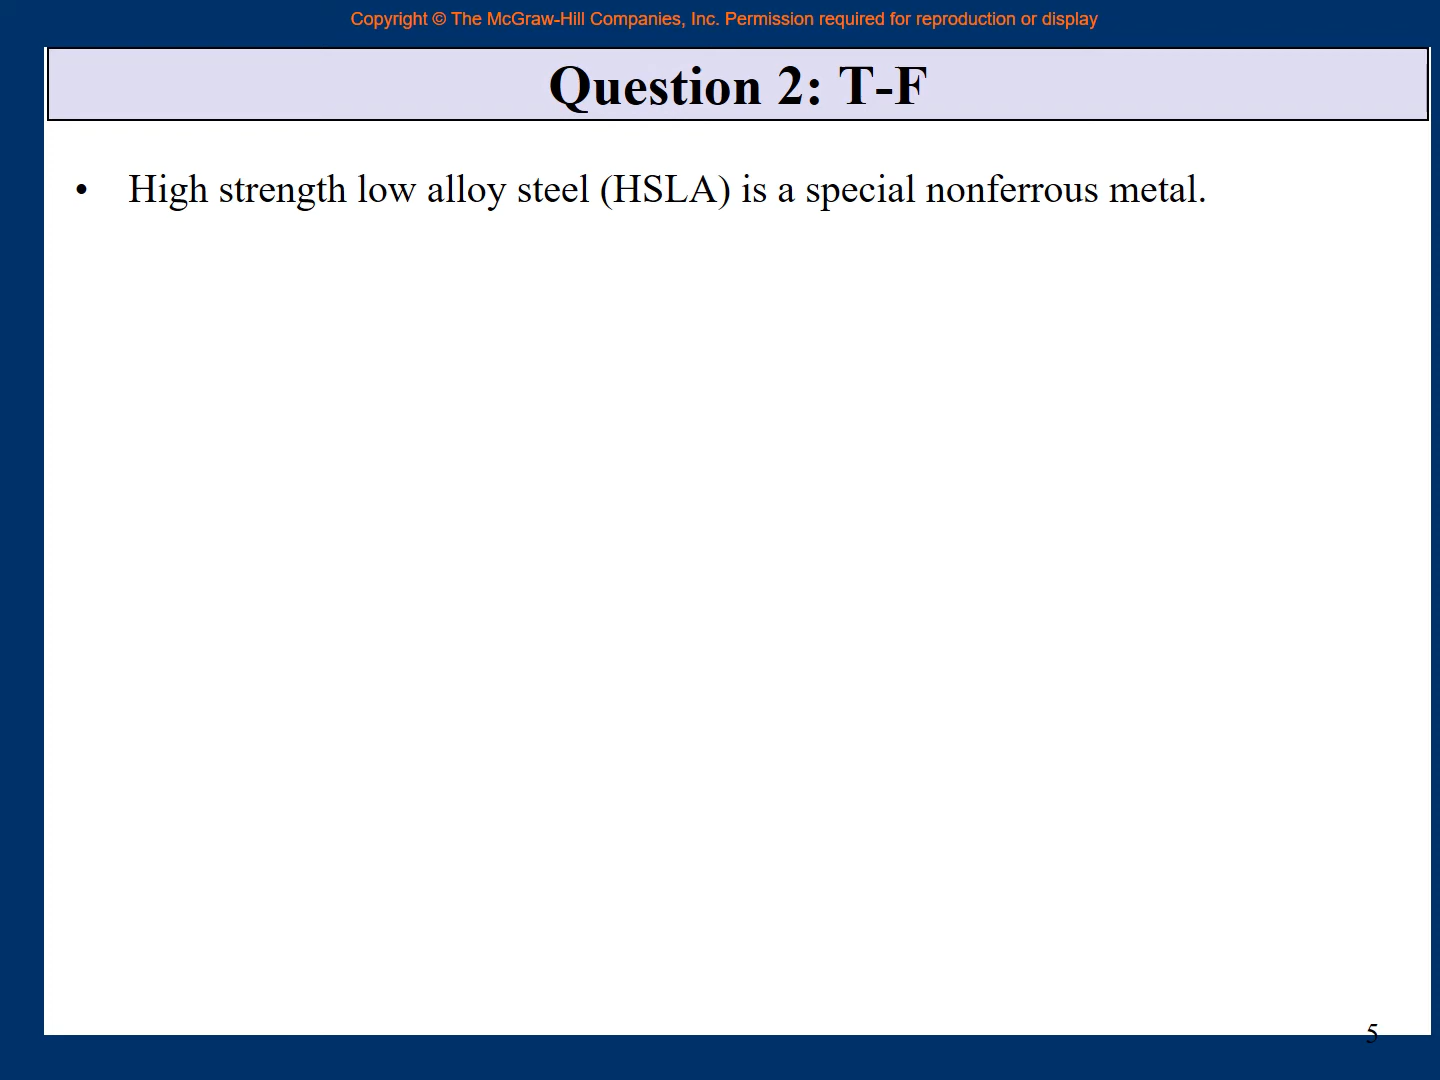 Copyright © The McGraw-Hill Companies, Inc. Permission required for reproduction or display
Question 2: T-F
• High strength low alloy steel (HSLA) is a special nonferrous metal.
5